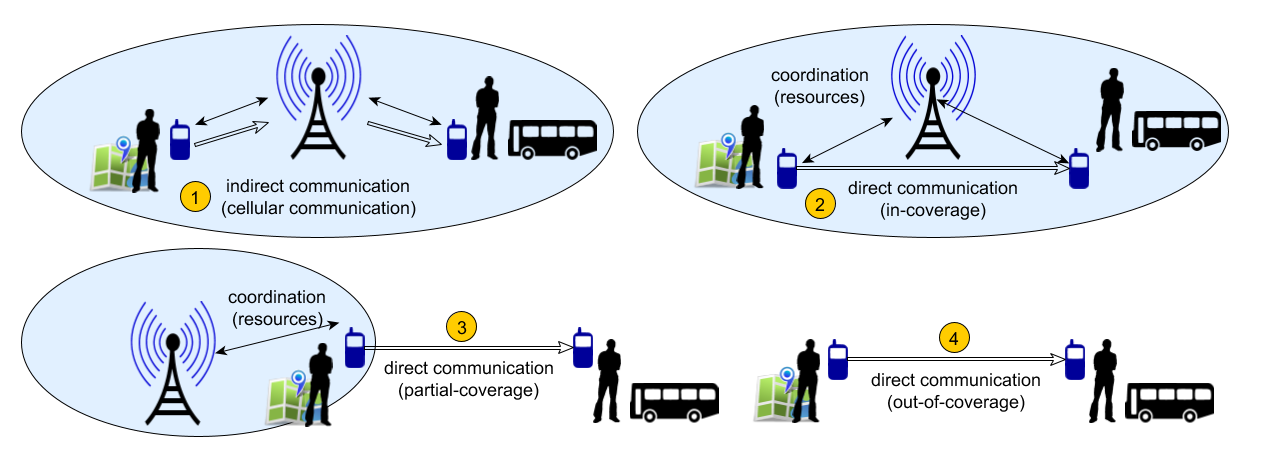 1
indirect communication
(cellular communication)
coordination
(resources)
2
direct communication
(in-coverage)
coordination
(resources)
3
direct communication
(partial-coverage)
4
direct communication
(out-of-coverage)